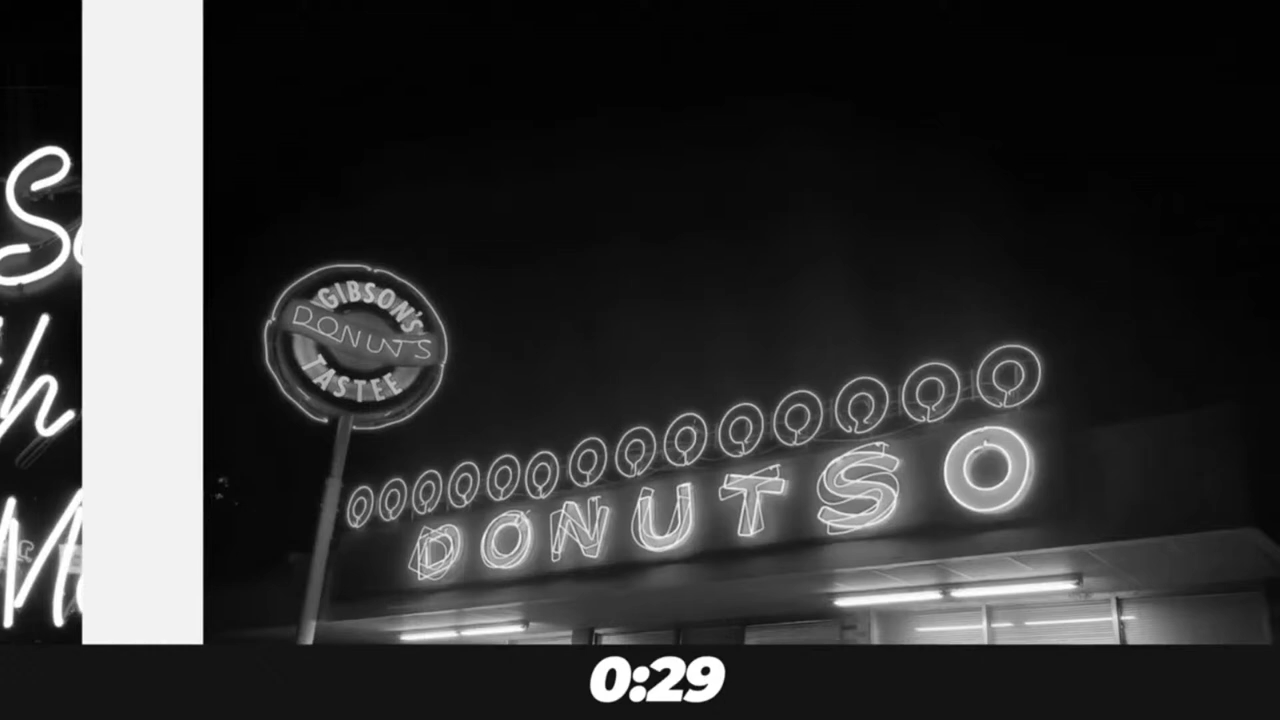 S
h
M
GIBSON'S
DONUTS
TASTEE
DONUTS
0:29